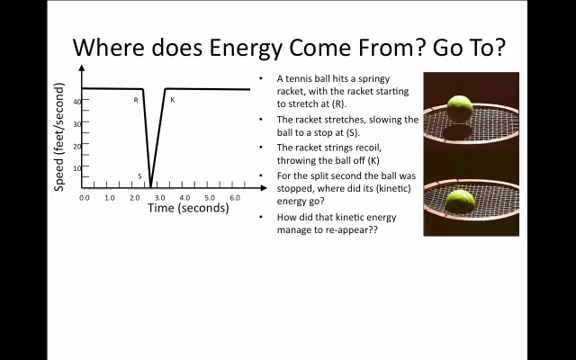 Where does Energy Come From? Go To?
Speed (feet/second)
40
30
20
10
R
K
S
0.0 1.0 2.0 3.0 4.0 5.0 6.0
Time (seconds)
• A tennis ball hits a springy
racket, with the racket starting
to stretch at (R).
• The racket stretches, slowing the
ball to a stop at (S).
• The racket strings recoil,
throwing the ball off (K)
• For the split second the ball was
stopped, where did its (kinetic)
energy go?
• How did that kinetic energy
manage to re-appear??